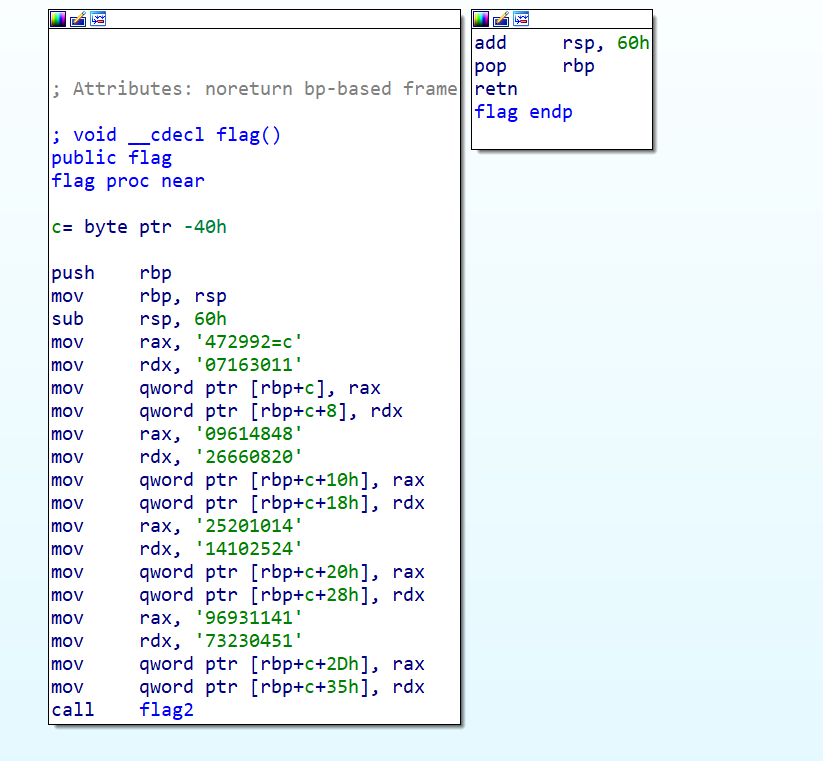 ; Attributes: noreturn bp-based frame
; void __cdecl flag()
public flag
flag proc near
c= byte ptr -40h
push rbp
mov rbp, rsp
sub rsp, 60h
mov rax, '472992=c'
mov rdx, '07163011'
mov qword ptr [rbp+c], rax
mov qword ptr [rbp+c+8], rdx
mov rax, '09614848'
mov rdx, '26660820'
mov qword ptr [rbp+c+10h], rax
mov qword ptr [rbp+c+18h], rdx
mov rax, '25201014'
mov rdx, '14102524'
mov qword ptr [rbp+c+20h], rax
mov qword ptr [rbp+c+28h], rdx
mov rax, '96931141'
mov rdx, '73230451'
mov qword ptr [rbp+c+2Dh], rax
mov qword ptr [rbp+c+35h], rdx
call flag2
add rsp, 60h
pop rbp
retn
flag endp